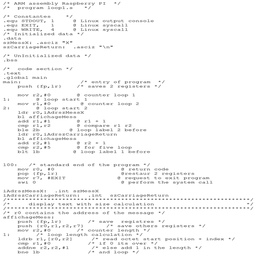 /* ARM assembly Raspberry PI  */
/*  program loop1.s   */

/* Constantes    */
.equ STDOUT, 1     @ Linux output console
.equ EXIT,   1     @ Linux syscall
.equ WRITE,  4     @ Linux syscall
/* Initialized data */
.data
szMessX: .asciz "X"
szCarriageReturn:  .asciz "\n"

/* UnInitialized data */
.bss

/*  code section */
.text
.global main
main:                /* entry of program  */
    push {fp,lr}    /* saves 2 registers */

    mov r2,#0        @ counter loop 1
1:    @ loop start 1
    mov r1,#0        @ counter loop 2
2:    @ loop start 2
    ldr r0,iAdrszMessX
    bl affichageMess
    add r1,#1        @ r1 + 1
    cmp r1,r2        @ compare r1 r2
    ble 2b           @ loop label 2 before
    ldr r0,iAdrszCarriageReturn
    bl affichageMess
    add r2,#1        @ r2 + 1
    cmp r2,#5        @ for five loop
    blt 1b           @ loop label 1 before


100:   /* standard end of the program */
    mov r0, #0                  @ return code
    pop {fp,lr}                 @restaur 2 registers
    mov r7, #EXIT               @ request to exit program
    swi 0                       @ perform the system call

iAdrszMessX:  .int szMessX
iAdrszCarriageReturn:  .int  szCarriageReturn
/******************************************************************/
/*     display text with size calculation                         */
/******************************************************************/
/* r0 contains the address of the message */
affichageMess:
    push {fp,lr}    /* save  registres */
    push {r0,r1,r2,r7}    /* save others registers */
    mov r2,#0       /* counter length */
1:      /* loop length calculation */
    ldrb r1,[r0,r2]    /* read octet start position + index */
    cmp r1,#0          /* if 0 its over */
    addne r2,r2,#1     /* else add 1 in the length */
    bne 1b             /* and loop */